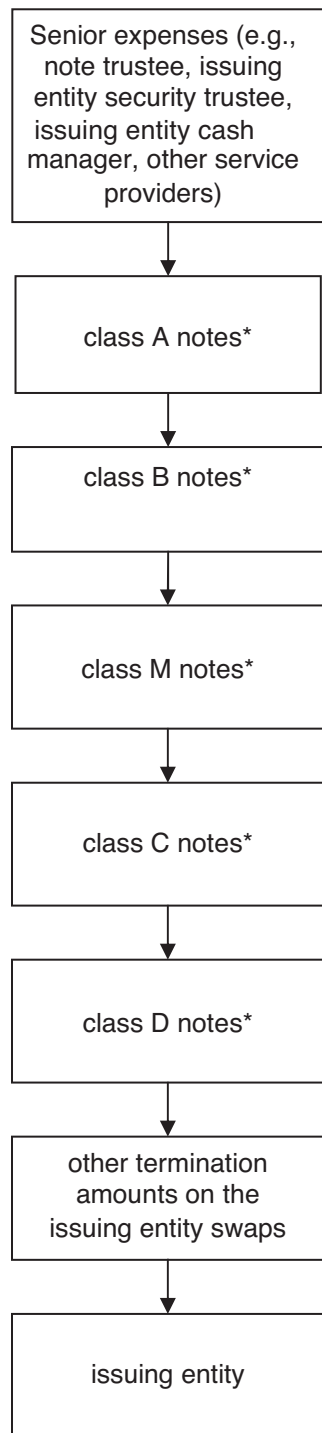 Senior expenses (e.g.,
note trustee, issuing
entity security trustee,
issuing entity cash
manager, other service
providers)
class A notes*
class B notes*
class M notes*
class C notes*
class D notes*
other termination
amounts on the
issuing entity swaps
issuing entity